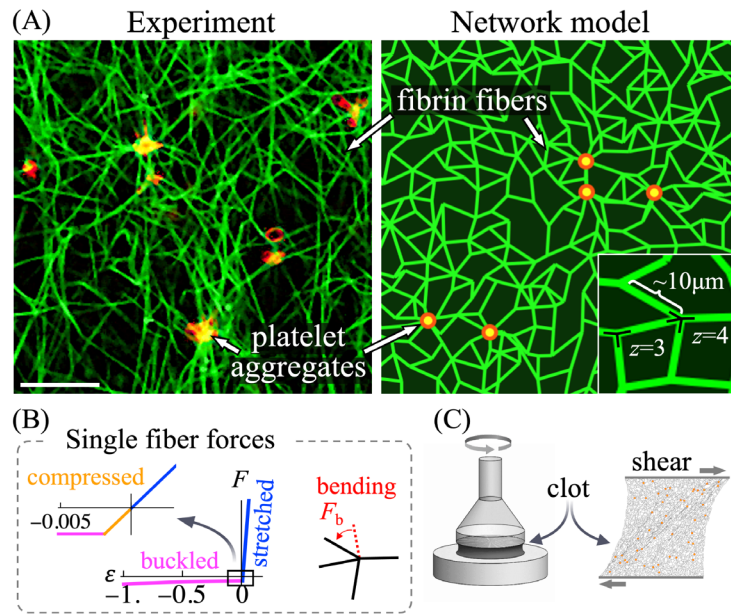 (A) Experiment Network model
fibrin fibers
~10μm
platelet
aggregates
z=3
z=4
(B) Single fiber forces
compressed
−0.005
F
stretched
buckled
ε
−1. −0.5 0
bending
F_b
(C)
clot
shear